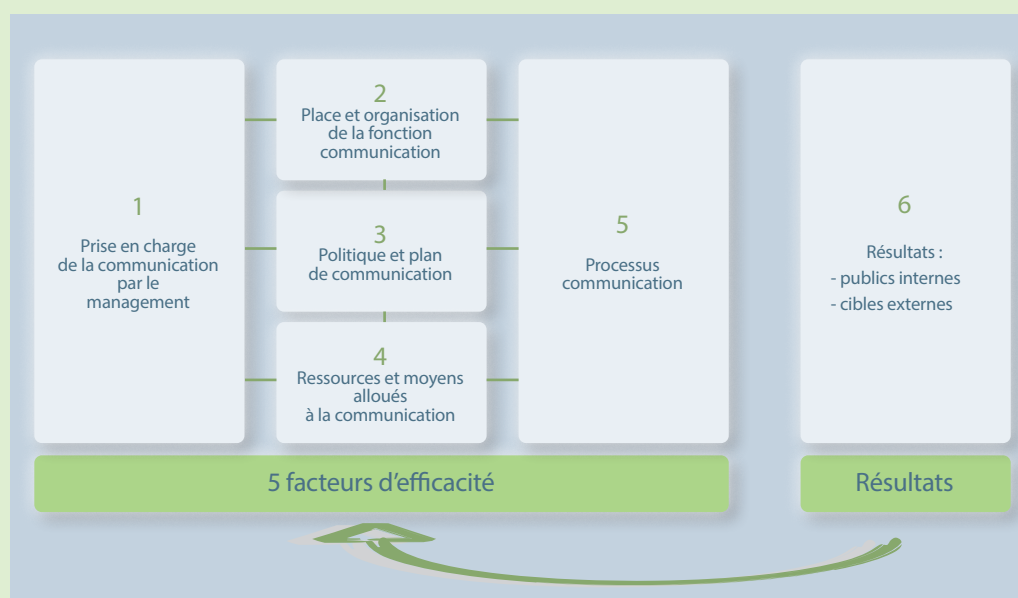 1
Prise en charge
de la communication
par le
management
2
Place et organisation
de la fonction
communication
3
Politique et plan
de communication
4
Ressources et moyens
alloués
à la communication
5
Processus
communication
6
Résultats :
- publics internes
- cibles externes
5 facteurs d'efficacité
Résultats